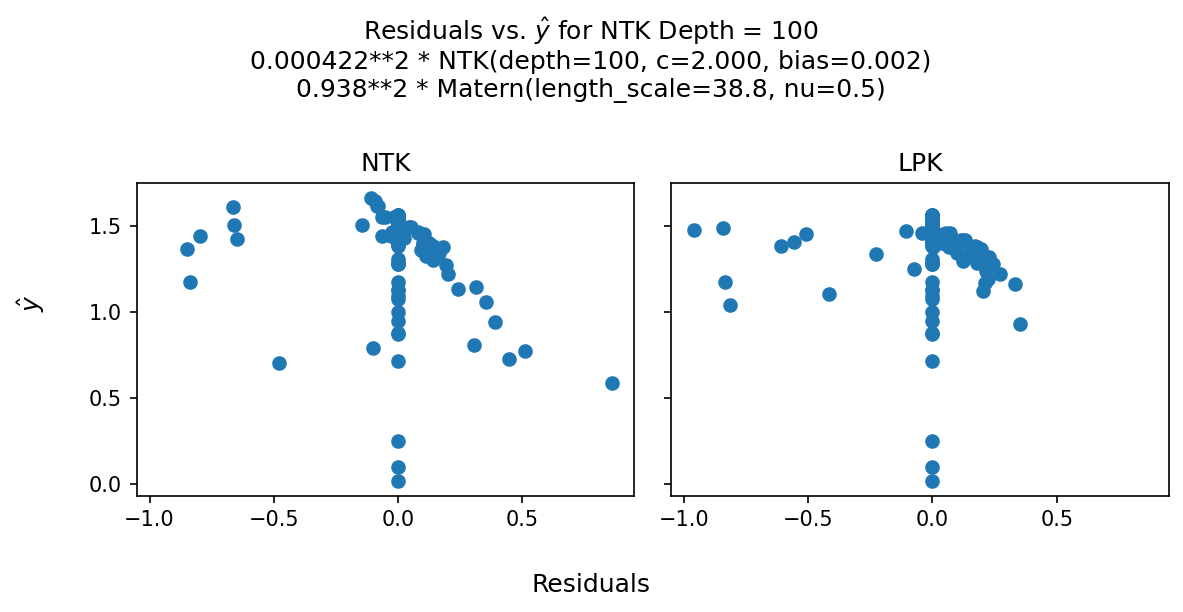 Residuals vs. ŷ for NTK Depth = 100
0.000422**2 * NTK(depth=100, c=2.000, bias=0.002)
0.938**2 * Matern(length_scale=38.8, nu=0.5)
NTK
LPK
ŷ
1.5
1.0
0.5
0.0
−1.0 −0.5 0.0 0.5
−1.0 −0.5 0.0 0.5
Residuals